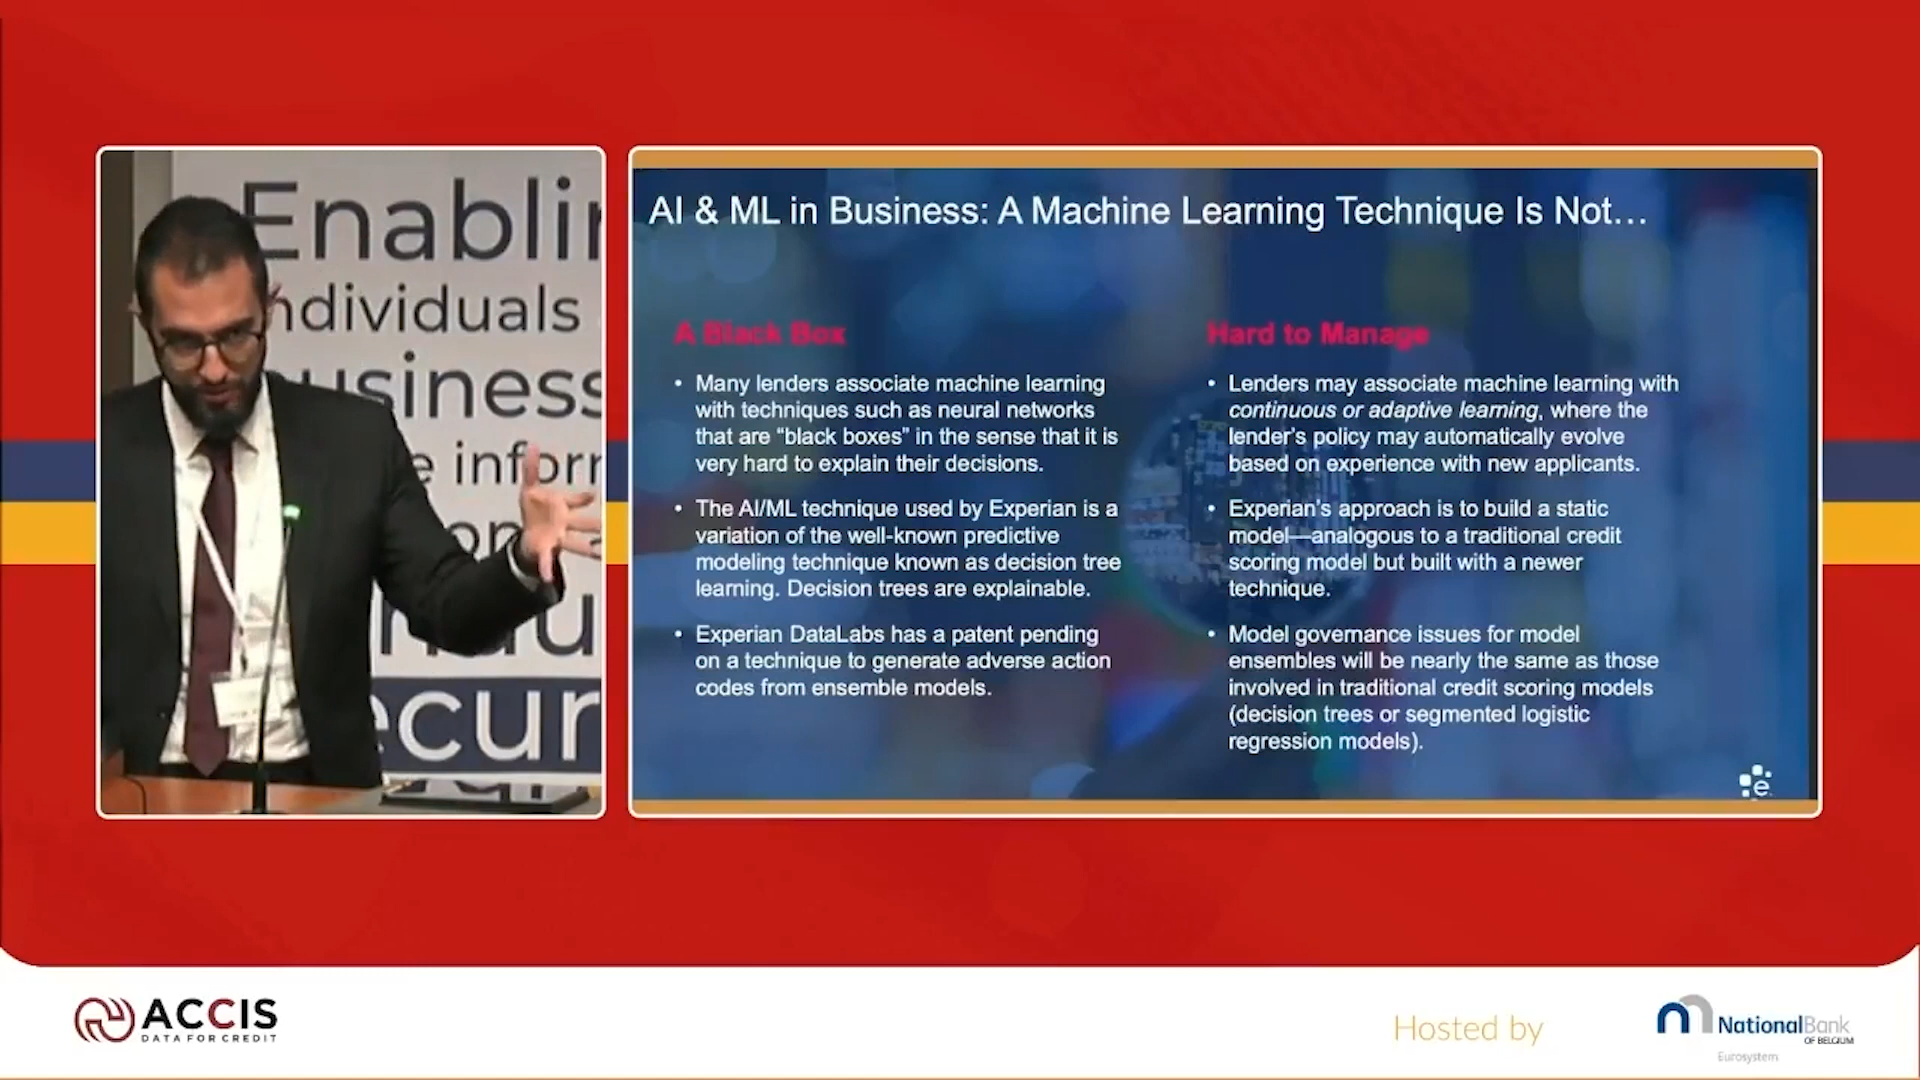 Enablin
ndividuals
usiness
e inforr
on
ecur
AI & ML in Business: A Machine Learning Technique Is Not…
A Black Box
• Many lenders associate machine learning
with techniques such as neural networks
that are “black boxes” in the sense that it is
very hard to explain their decisions.
• The AI/ML technique used by Experian is a
variation of the well-known predictive
modeling technique known as decision tree
learning. Decision trees are explainable.
• Experian DataLabs has a patent pending
on a technique to generate adverse action
codes from ensemble models.
Hard to Manage
• Lenders may associate machine learning with
continuous or adaptive learning, where the
lender’s policy may automatically evolve
based on experience with new applicants.
• Experian’s approach is to build a static
model—analogous to a traditional credit
scoring model but built with a newer
technique.
• Model governance issues for model
ensembles will be nearly the same as those
involved in traditional credit scoring models
(decision trees or segmented logistic
regression models).
e
ACCIS
DATA FOR CREDIT
Hosted by
NationalBank
OF BELGIUM
Eurosystem